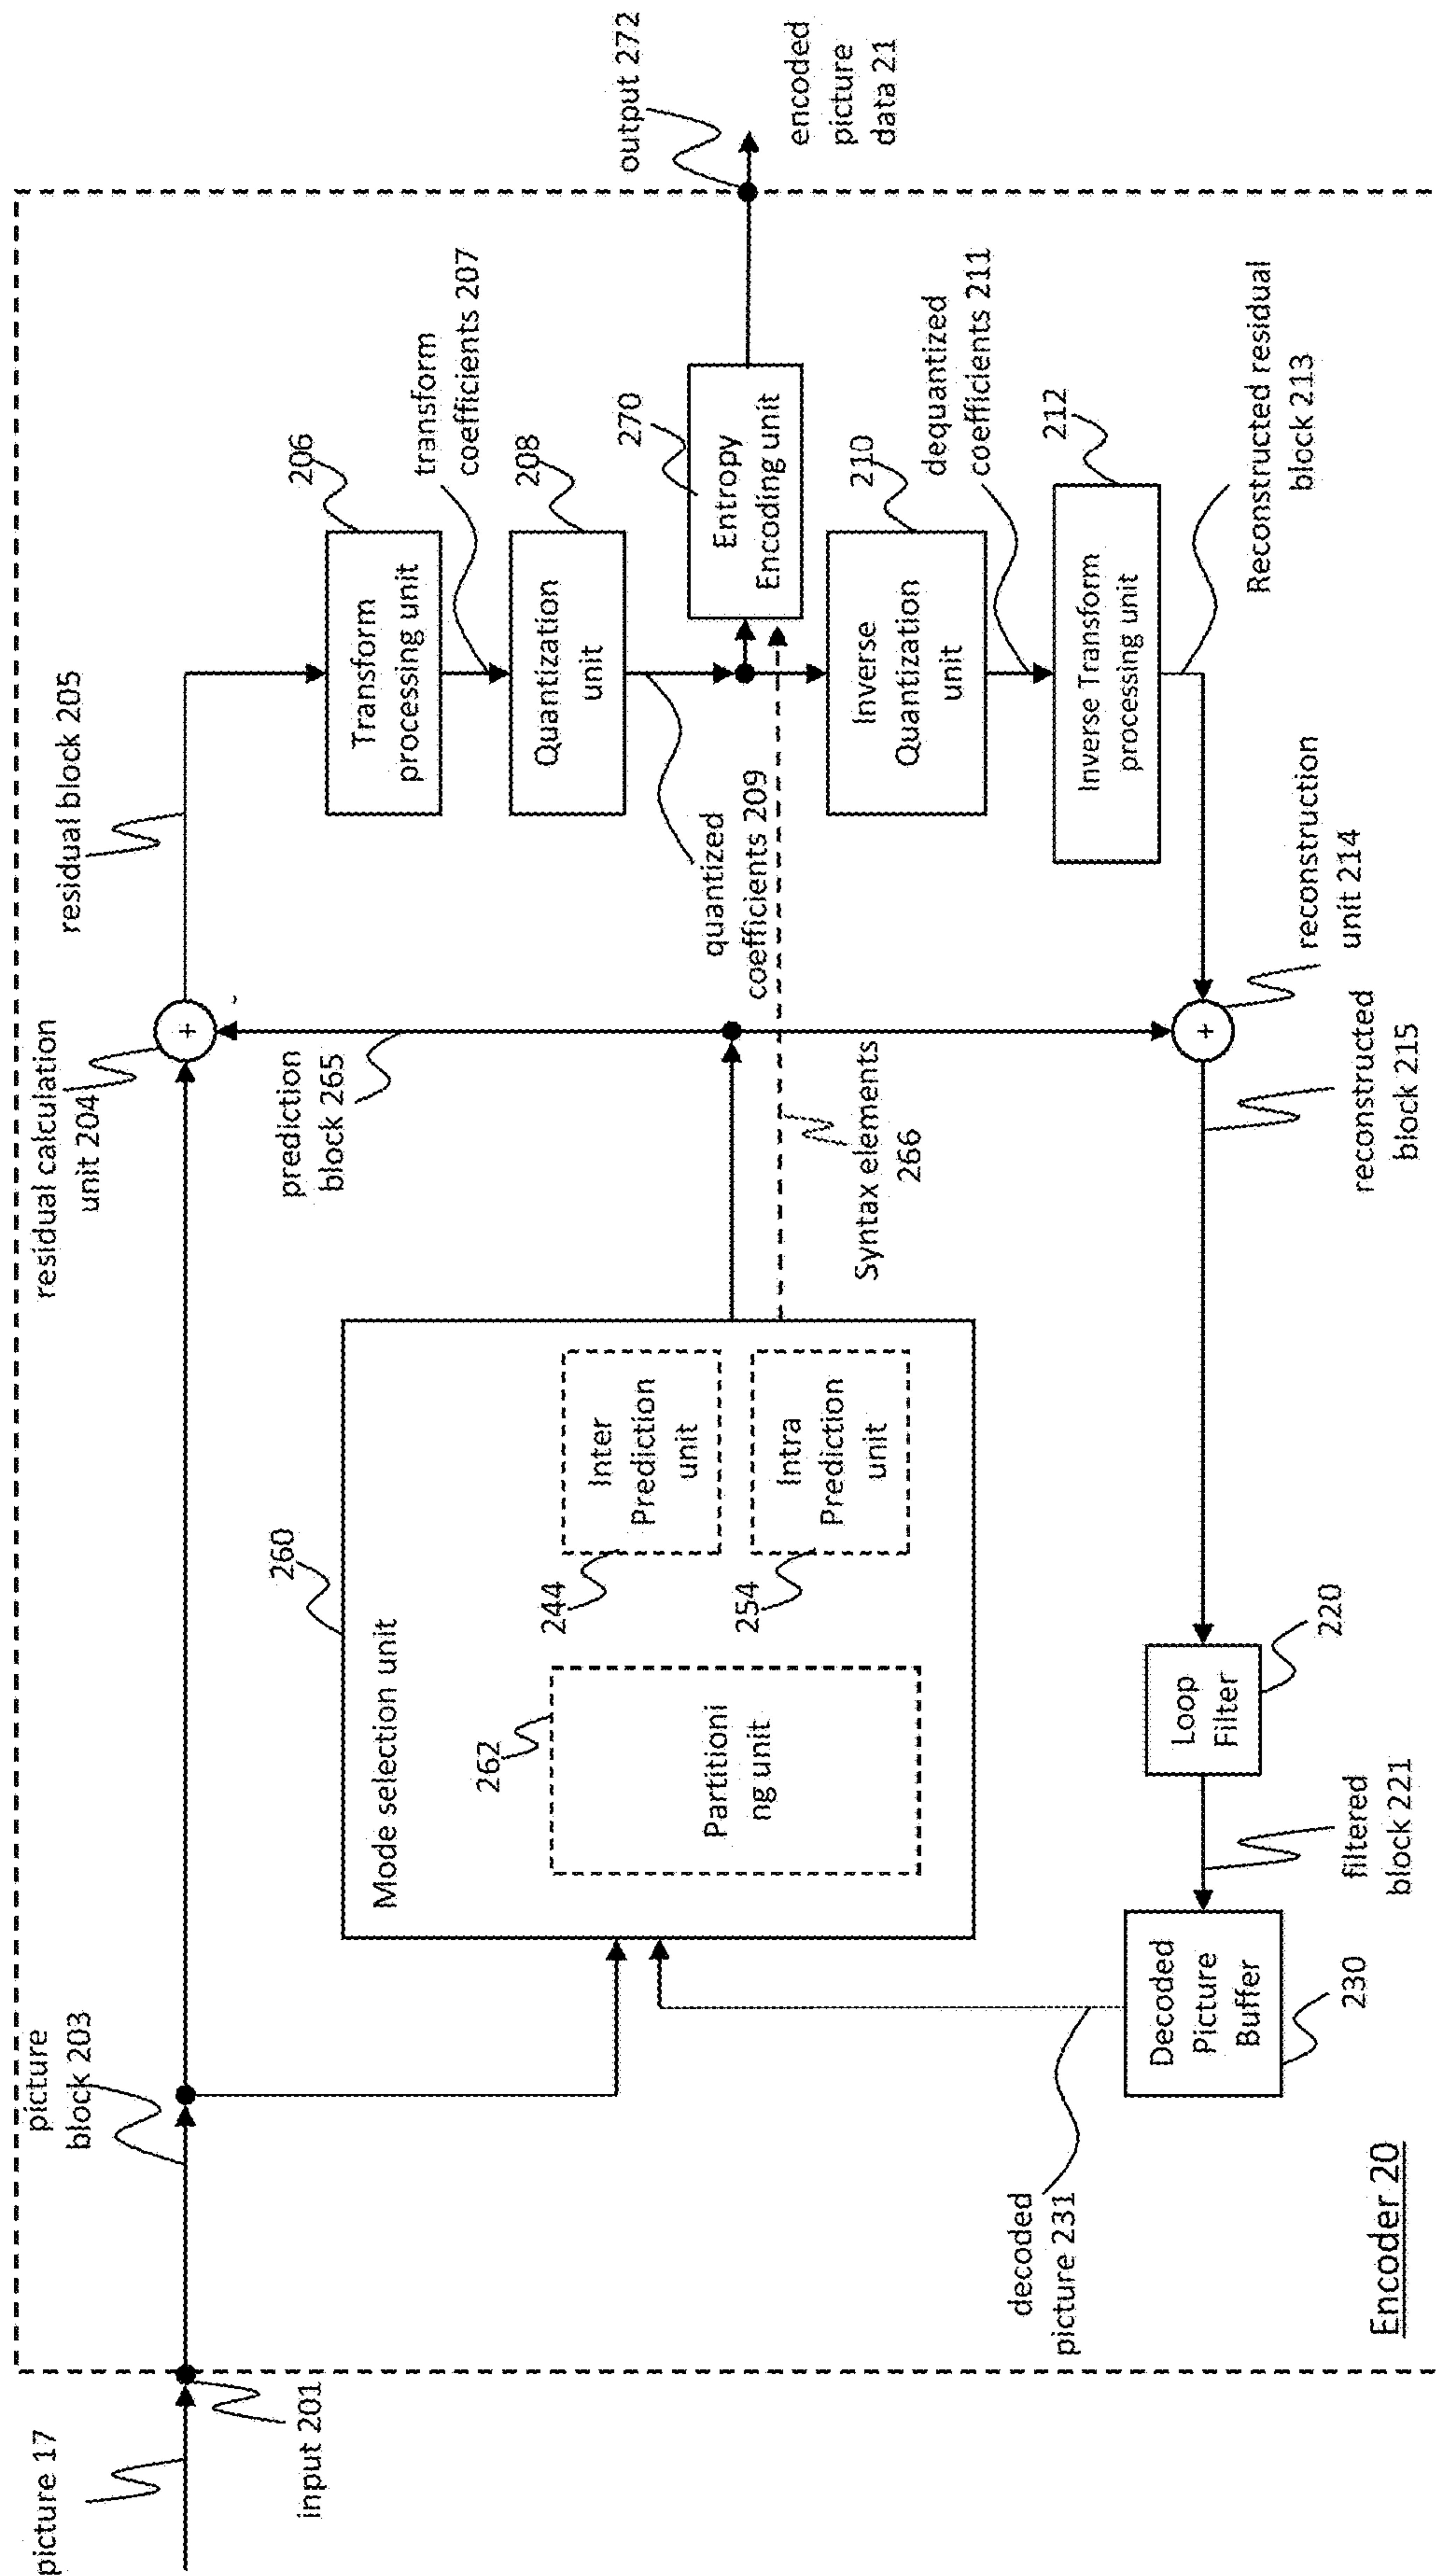 picture 17
input 201
picture
block 203
residual calculation
unit 204
residual block 205
prediction
block 265
206
Transform
processing unit
transform
coefficients 207
208
Quantization
unit
quantized
coefficients 209
270
Entropy
Encoding unit
output 272
encoded
picture
data 21
260
Mode selection unit
262
Partitioni
ng unit
244
Inter
Prediction
unit
254
Intra
Prediction
unit
Syntax elements
266
210
Inverse
Quantization
unit
dequantized
coefficients 211
212
Inverse Transform
processing unit
Reconstructed residual
block 213
+
+
reconstruction
unit 214
reconstructed
block 215
220
Loop
Filter
filtered
block 221
Decoded
Picture
Buffer
230
decoded
picture 231
Encoder 20